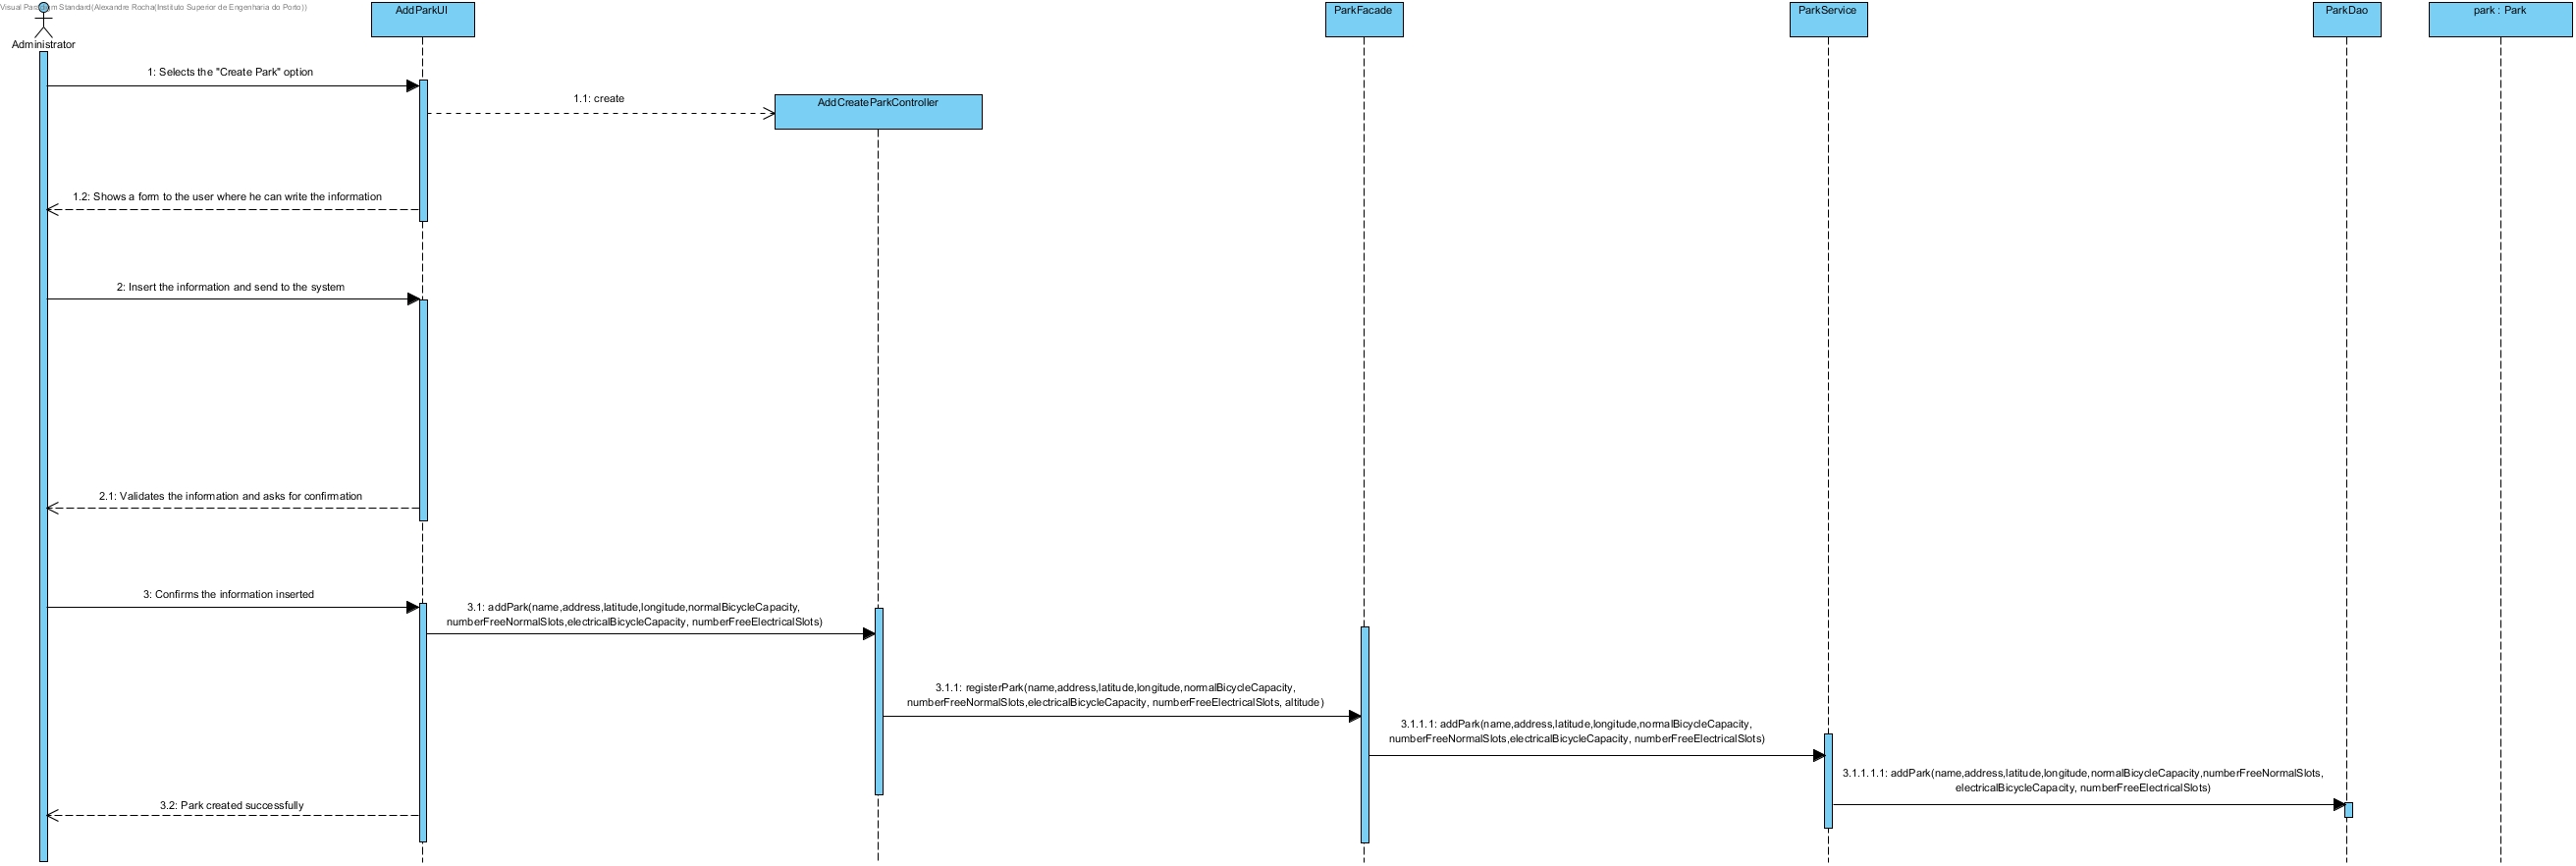 Visual Pa m Standard(Alexandre Rocha(Instituto Superior de Engenharia do Porto))
Administrator
AddParkUI
ParkFacade
ParkService
ParkDao
park : Park
1: Selects the "Create Park" option
1.1: create
AddCreateParkController
1.2: Shows a form to the user where he can write the information
2: Insert the information and send to the system
2.1: Validates the information and asks for confirmation
3: Confirms the information inserted
3.1: addPark(name,address,latitude,longitude,normalBicycleCapacity,
numberFreeNormalSlots,electricalBicycleCapacity, numberFreeElectricalSlots)
3.1.1: registerPark(name,address,latitude,longitude,normalBicycleCapacity,
numberFreeNormalSlots,electricalBicycleCapacity, numberFreeElectricalSlots, altitude)
3.1.1.1: addPark(name,address,latitude,longitude,normalBicycleCapacity,
numberFreeNormalSlots,electricalBicycleCapacity, numberFreeElectricalSlots)
3.1.1.1.1: addPark(name,address,latitude,longitude,normalBicycleCapacity,numberFreeNormalSlots,
electricalBicycleCapacity, numberFreeElectricalSlots)
3.2: Park created successfully